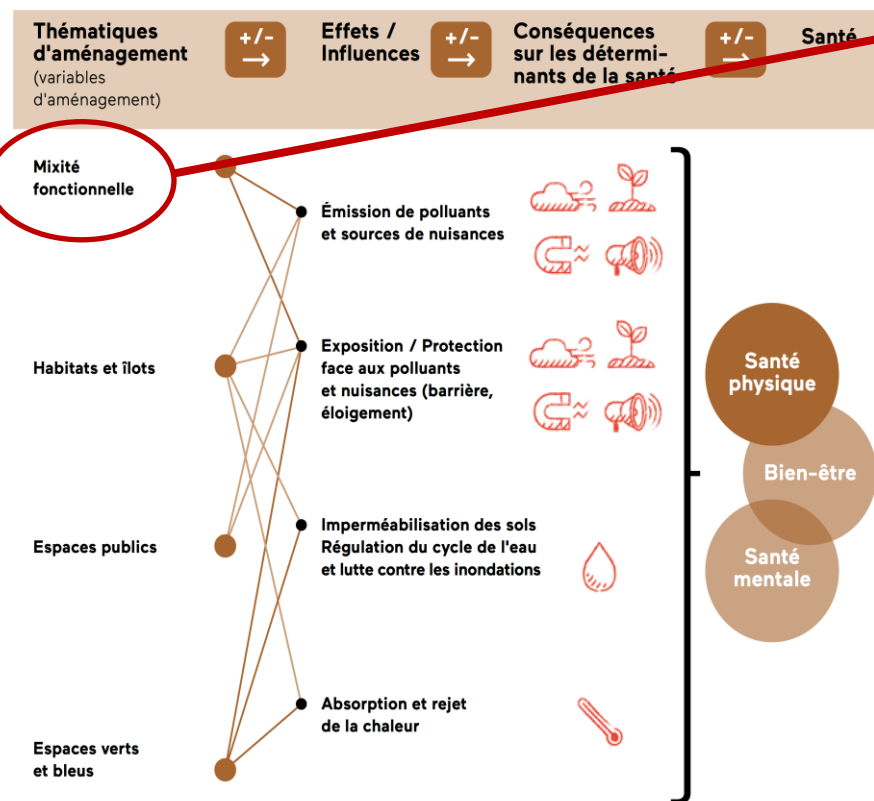 Thématiques
d'aménagement
(variables
d'aménagement)
+/-
→
Effets /
Influences
+/-
→
Conséquences
sur les détermi-
nants de la santé
+/-
→
Santé
Mixité
fonctionnelle
Émission de polluants
et sources de nuisances
Habitats et îlots
Exposition / Protection
face aux polluants
et nuisances (barrière,
éloigement)
Espaces publics
Imperméabilisation des sols
Régulation du cycle de l'eau
et lutte contre les inondations
Espaces verts
et bleus
Absorption et rejet
de la chaleur
Santé
physique
Bien-être
Santé
mentale